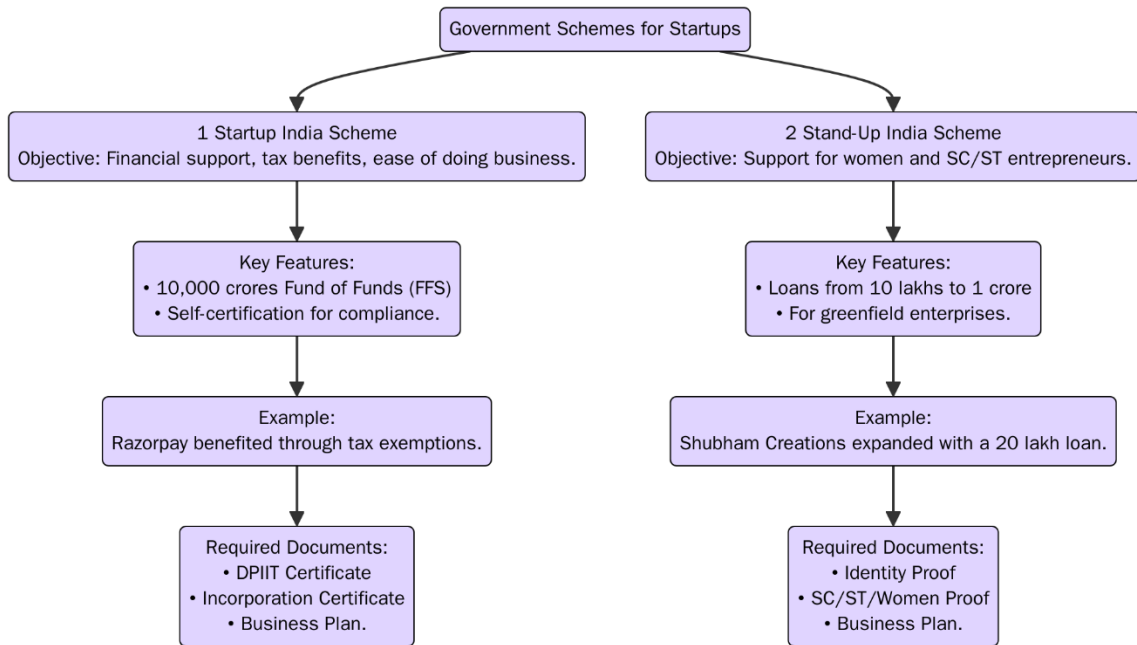 Government Schemes for Startups
1 Startup India Scheme
Objective: Financial support, tax benefits, ease of doing business.
Key Features:
• 10,000 crores Fund of Funds (FFS)
• Self-certification for compliance.
Example:
Razorpay benefited through tax exemptions.
Required Documents:
• DPIIT Certificate
• Incorporation Certificate
• Business Plan.
2 Stand-Up India Scheme
Objective: Support for women and SC/ST entrepreneurs.
Key Features:
• Loans from 10 lakhs to 1 crore
• For greenfield enterprises.
Example:
Shubham Creations expanded with a 20 lakh loan.
Required Documents:
• Identity Proof
• SC/ST/Women Proof
• Business Plan.